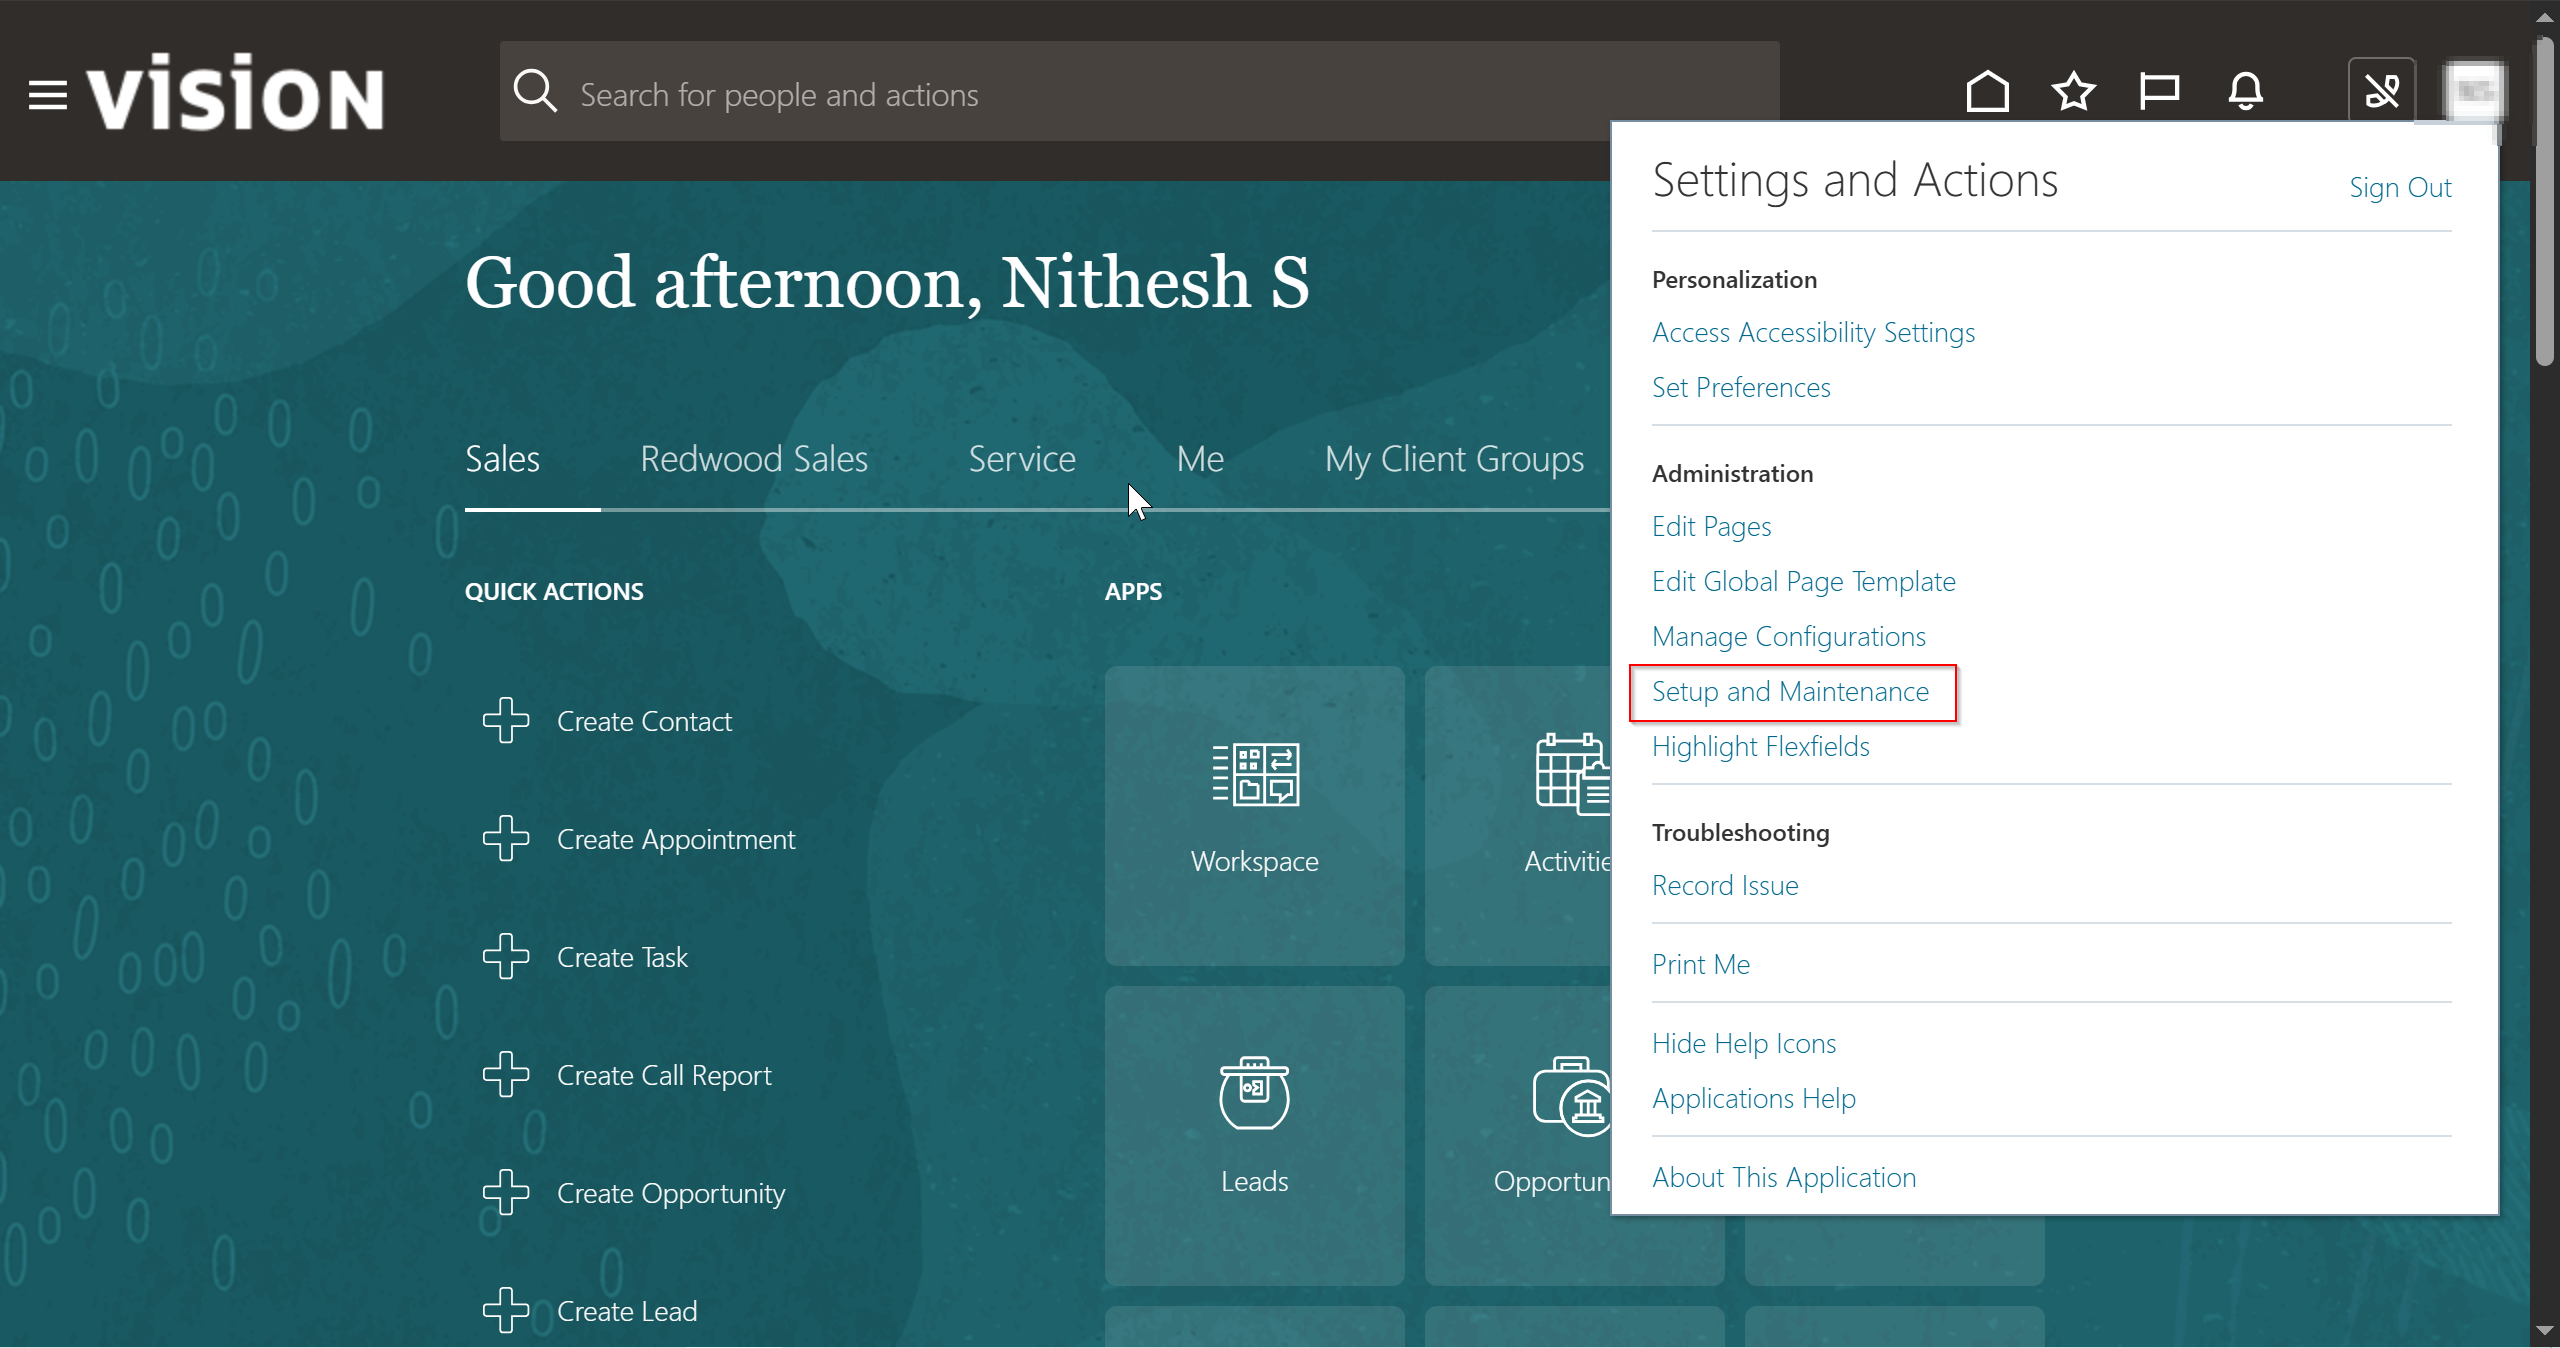 vision
Search for people and actions
Settings and Actions
Sign Out
Good afternoon, Nithesh S
Personalization
Access Accessibility Settings
Set Preferences
Sales
Redwood Sales
Service
Me
My Client Groups
Administration
Edit Pages
Edit Global Page Template
Manage Configurations
Setup and Maintenance
Highlight Flexfields
QUICK ACTIONS
Create Contact
Create Appointment
Create Task
Create Call Report
Create Opportunity
Create Lead
APPS
Workspace
Activitie
Leads
Opportun
Troubleshooting
Record Issue
Print Me
Hide Help Icons
Applications Help
About This Application